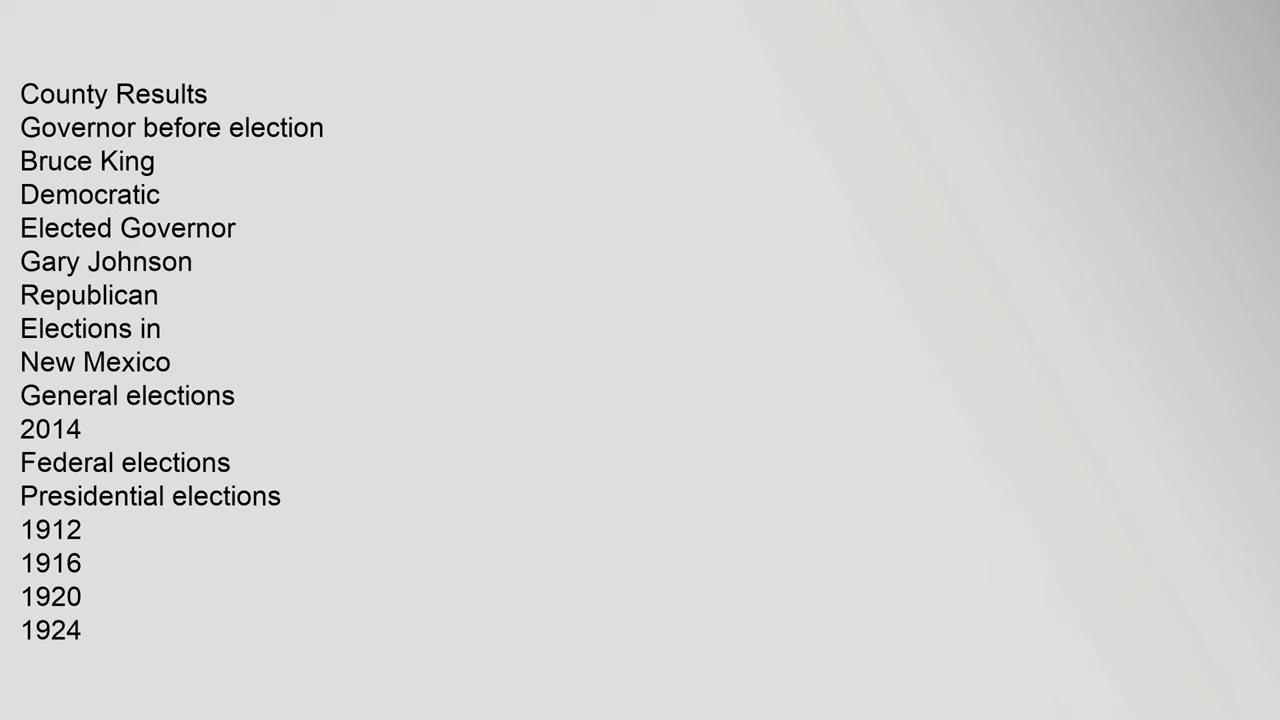 County Results
Governor before election
Bruce King
Democratic
Elected Governor
Gary Johnson
Republican
Elections in
New Mexico
General elections
2014
Federal elections
Presidential elections
1912
1916
1920
1924